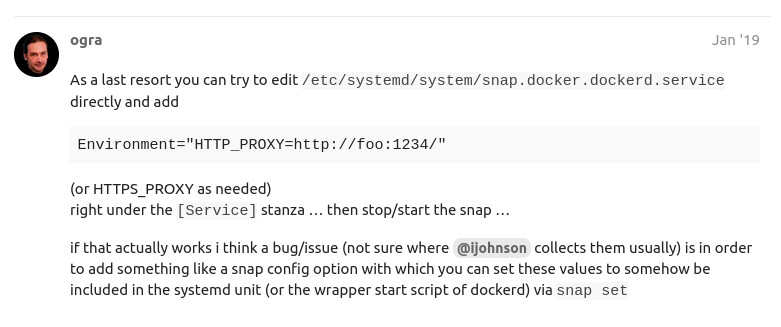 ogra
Jan '19
As a last resort you can try to edit /etc/systemd/system/snap.docker.dockerd.service
directly and add
Environment="HTTP_PROXY=http://foo:1234/"
(or HTTPS_PROXY as needed)
right under the [Service] stanza … then stop/start the snap …
if that actually works i think a bug/issue (not sure where @ijohnson collects them usually) is in order
to add something like a snap config option with which you can set these values to somehow be
included in the systemd unit (or the wrapper start script of dockerd) via snap set